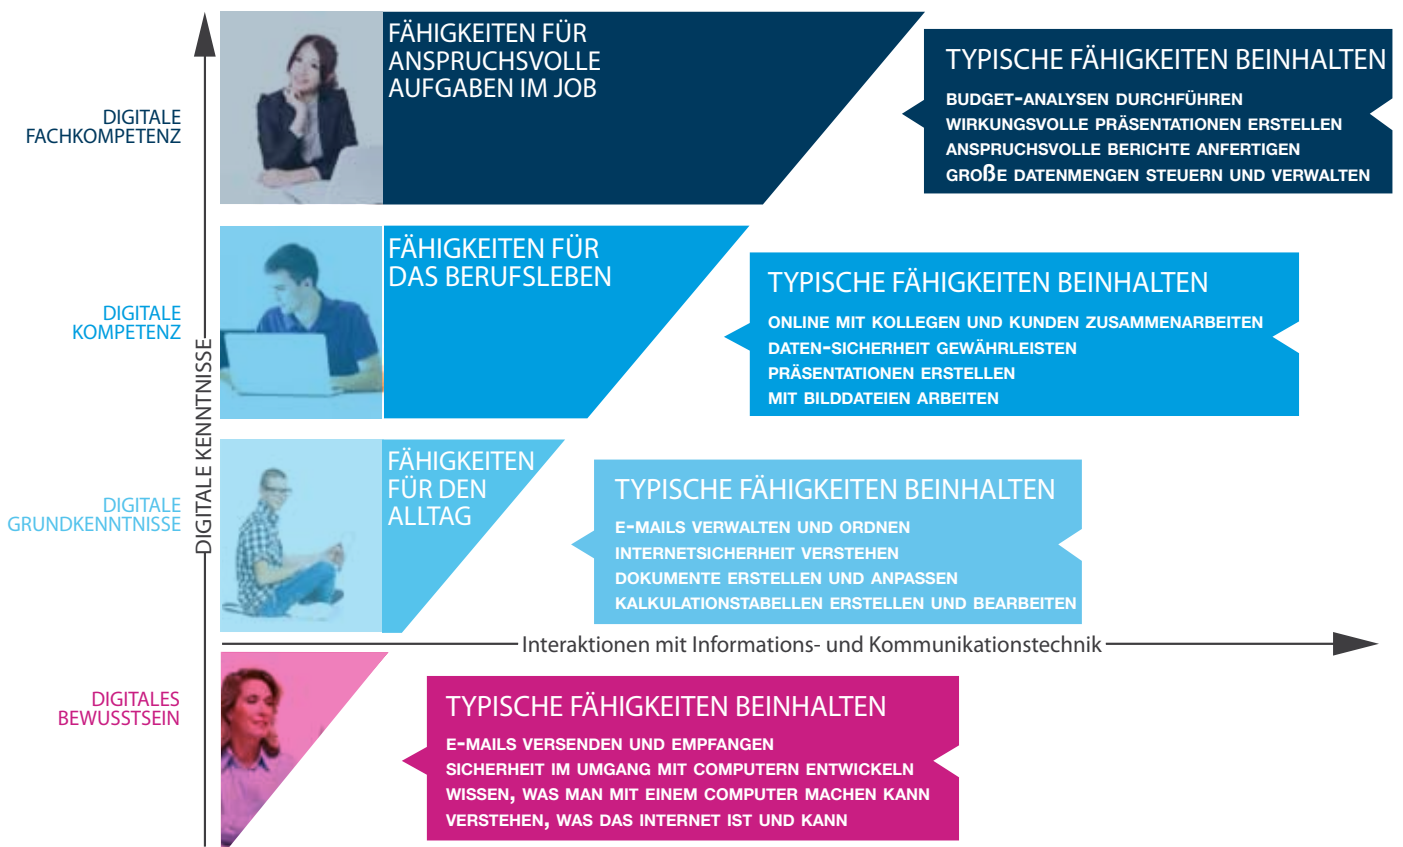 DIGITALE
FACHKOMPETENZ
FÄHIGKEITEN FÜR
ANSPRUCHSVOLLE
AUFGABEN IM JOB
TYPISCHE FÄHIGKEITEN BEINHALTEN
BUDGET-ANALYSEN DURCHFÜHREN
WIRKUNGSVOLLE PRÄSENTATIONEN ERSTELLEN
ANSPRUCHSVOLLE BERICHTE ANFERTIGEN
GROßE DATENMENGEN STEUERN UND VERWALTEN
DIGITALE
KOMPETENZ
FÄHIGKEITEN FÜR
DAS BERUFSLEBEN
TYPISCHE FÄHIGKEITEN BEINHALTEN
ONLINE MIT KOLLEGEN UND KUNDEN ZUSAMMENARBEITEN
DATEN-SICHERHEIT GEWÄHRLEISTEN
PRÄSENTATIONEN ERSTELLEN
MIT BILDDATEIEN ARBEITEN
DIGITALE KENNTNISSE
DIGITALE
GRUNDKENNTNISSE
FÄHIGKEITEN
FÜR DEN
ALLTAG
TYPISCHE FÄHIGKEITEN BEINHALTEN
E-MAILS VERWALTEN UND ORDNEN
INTERNETSICHERHEIT VERSTEHEN
DOKUMENTE ERSTELLEN UND ANPASSEN
KALKULATIONSTABELLEN ERSTELLEN UND BEARBEITEN
Interaktionen mit Informations- und Kommunikationstechnik
DIGITALES
BEWUSSTSEIN
TYPISCHE FÄHIGKEITEN BEINHALTEN
E-MAILS VERSENDEN UND EMPFANGEN
SICHERHEIT IM UMGANG MIT COMPUTERN ENTWICKELN
WISSEN, WAS MAN MIT EINEM COMPUTER MACHEN KANN
VERSTEHEN, WAS DAS INTERNET IST UND KANN